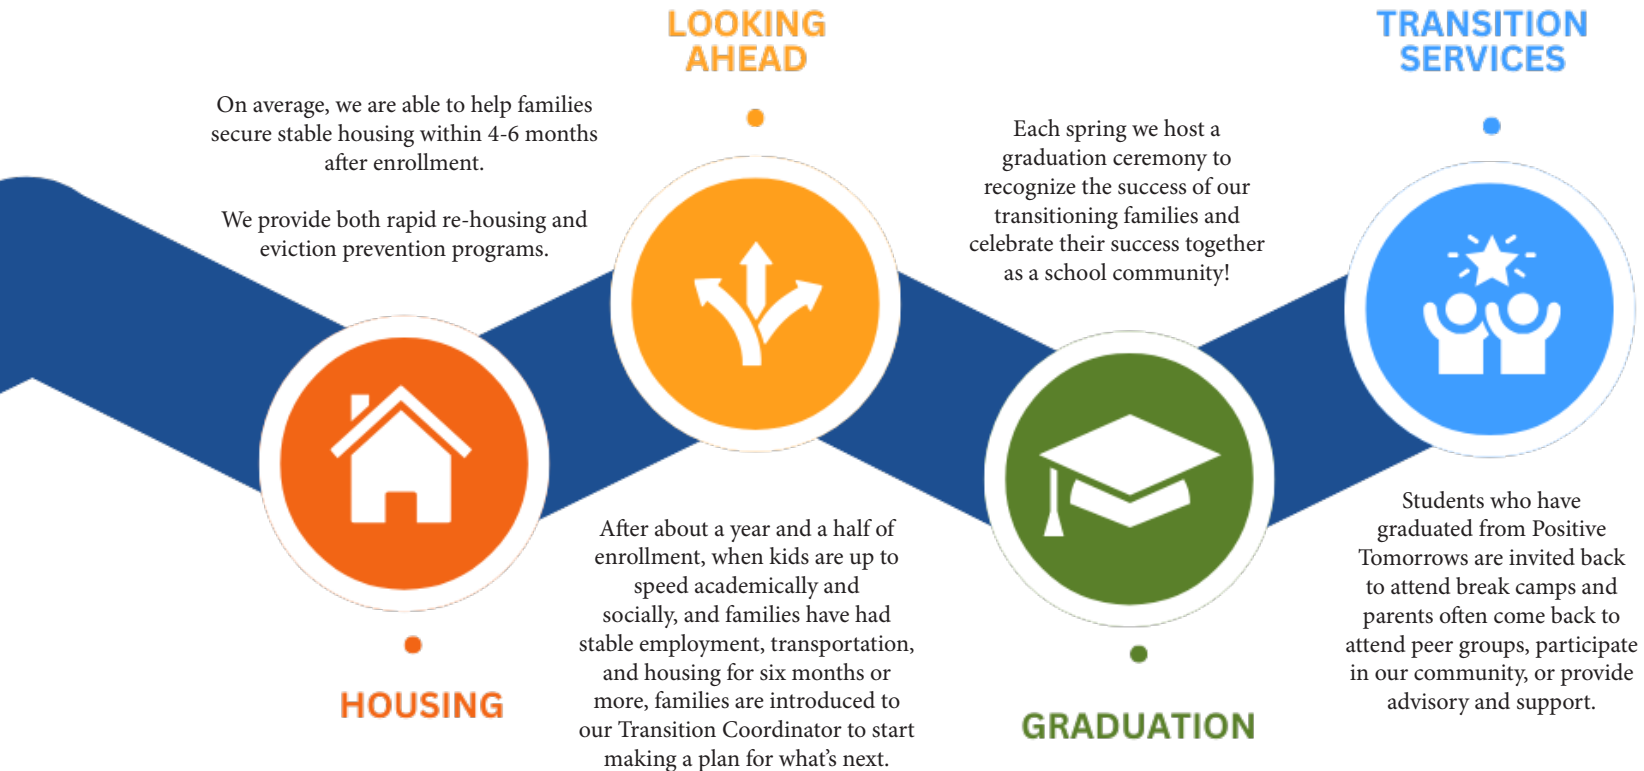 On average, we are able to help families
secure stable housing within 4-6 months
after enrollment.
We provide both rapid re-housing and
eviction prevention programs.
HOUSING
LOOKING
AHEAD
After about a year and a half of
enrollment, when kids are up to
speed academically and
socially, and families have had
stable employment, transportation,
and housing for six months or
more, families are introduced to
our Transition Coordinator to start
making a plan for what’s next.
Each spring we host a
graduation ceremony to
recognize the success of our
transitioning families and
celebrate their success together
as a school community!
GRADUATION
TRANSITION
SERVICES
Students who have
graduated from Positive
Tomorrows are invited back
to attend break camps and
parents often come back to
attend peer groups, participate
in our community, or provide
advisory and support.